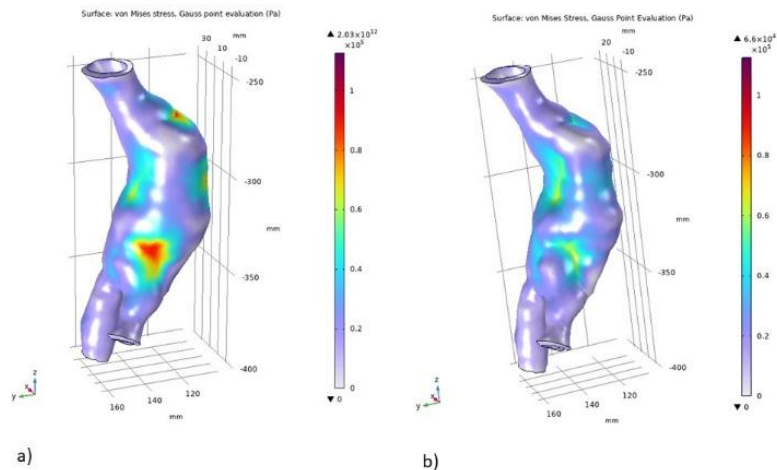 Surface: von Mises stress, Gauss point evaluation (Pa)
▲ 2.03×10¹²
×10⁵
mm
30
10
-10
-250
-300
mm
-350
-400
160
140
120
mm
1
0.8
0.6
0.4
0.2
0
▼ 0
z
y
x
a)
Surface: von Mises Stress, Gauss Point Evaluation (Pa)
▲ 6.6×10⁴
×10⁵
mm
20
-10
-250
-300
mm
-350
-400
160
140
120
mm
1
0.8
0.6
0.4
0.2
0
▼ 0
z
y
x
b)